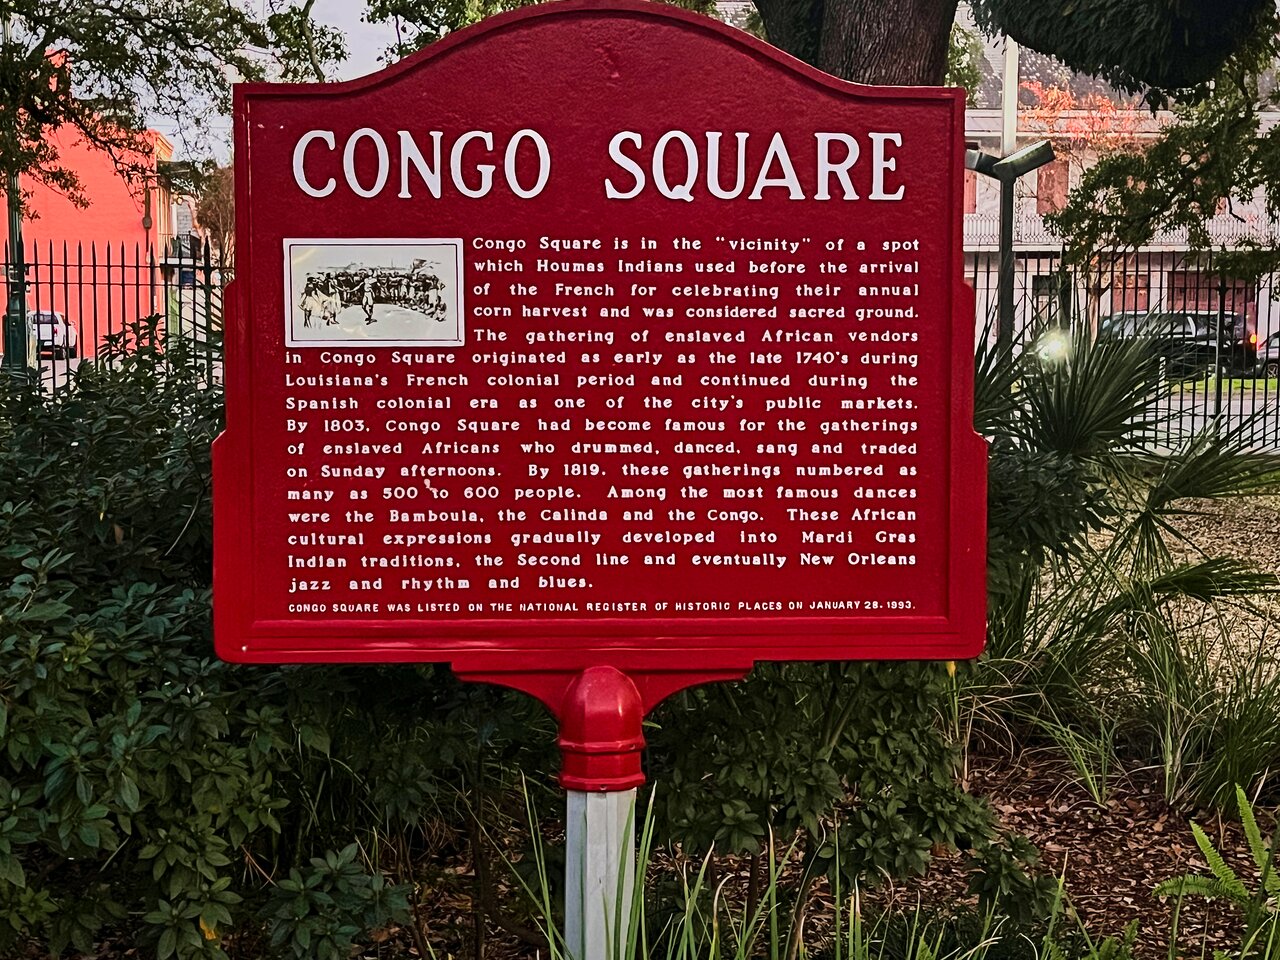 CONGO SQUARE
Congo Square is in the "vicinity" of a spot
which Houmas Indians used before the arrival
of the French for celebrating their annual
corn harvest and was considered sacred ground.
The gathering of enslaved African vendors
in Congo Square originated as early as the late 1740's during
Louisiana's French colonial period and continued during the
Spanish colonial era as one of the city's public markets.
By 1803, Congo Square had become famous for the gatherings
of enslaved Africans who drummed, danced, sang and traded
on Sunday afternoons. By 1819, these gatherings numbered as
many as 500 to 600 people. Among the most famous dances
were the Bamboula, the Calinda and the Congo. These African
cultural expressions gradually developed into Mardi Gras
Indian traditions, the Second line and eventually New Orleans
jazz and rhythm and blues.
CONGO SQUARE WAS LISTED ON THE NATIONAL REGISTER OF HISTORIC PLACES ON JANUARY 28, 1993.